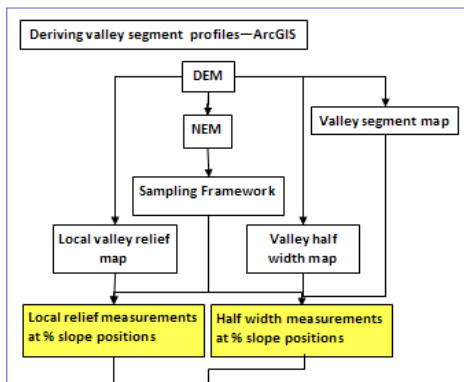 Deriving valley segment profiles—ArcGIS
DEM
NEM
Valley segment map
Sampling Framework
Local valley relief
map
Valley half
width map
Local relief measurements
at % slope positions
Half width measurements
at % slope positions